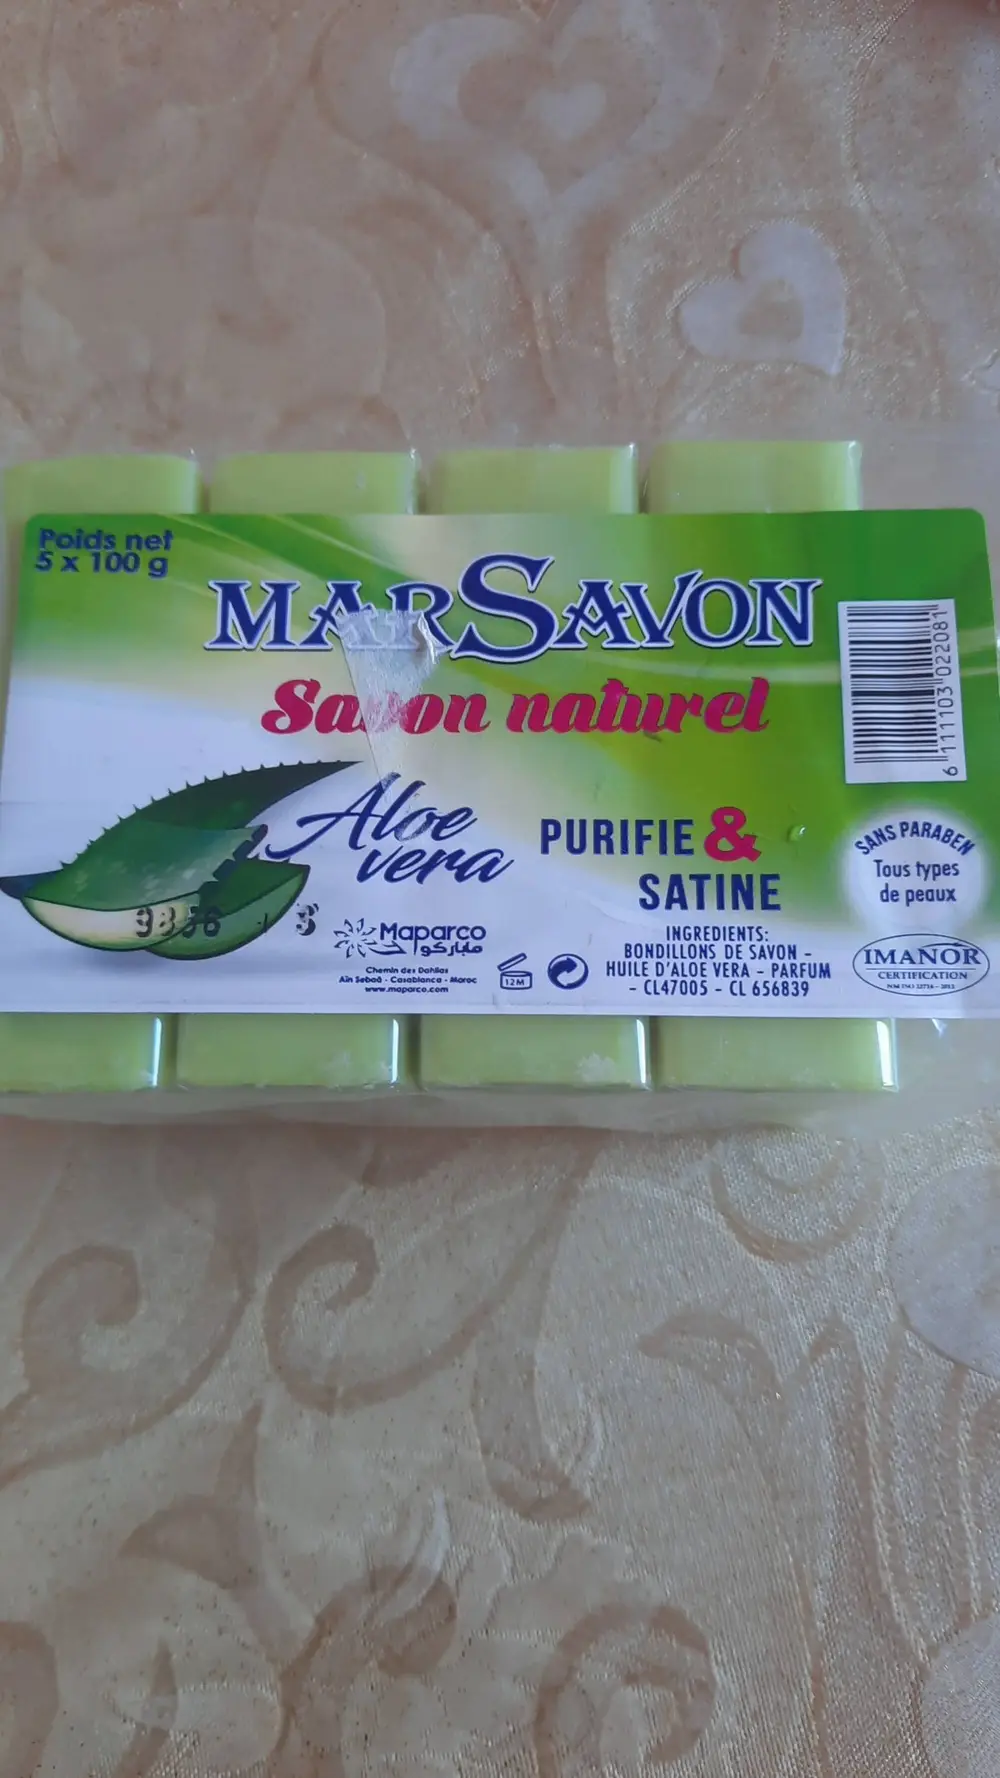 Poids net
5 x 100 g
MARSAVON
Savon naturel
Aloe
vera
PURIFIE &
SATINE
6 111103 022081
SANS PARABEN
Tous types
de peaux
Maparco
ماباركو
Chemin des Dahlias
Aïn Sebaâ - Casablanca - Maroc
www.maparco.com
12M
INGREDIENTS:
BONDILLONS DE SAVON -
HUILE D'ALOE VERA - PARFUM
- CL47005 - CL 656839
IMANOR
CERTIFICATION